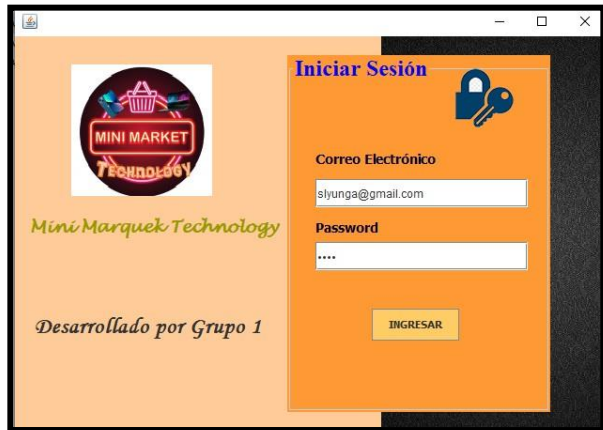 MINI MARKET
TECHNOLOGY
Mini Marquek Technology
Desarrollado por Grupo 1
Iniciar Sesión
Correo Electrónico
slyunga@gmail.com
Password
••••
INGRESAR